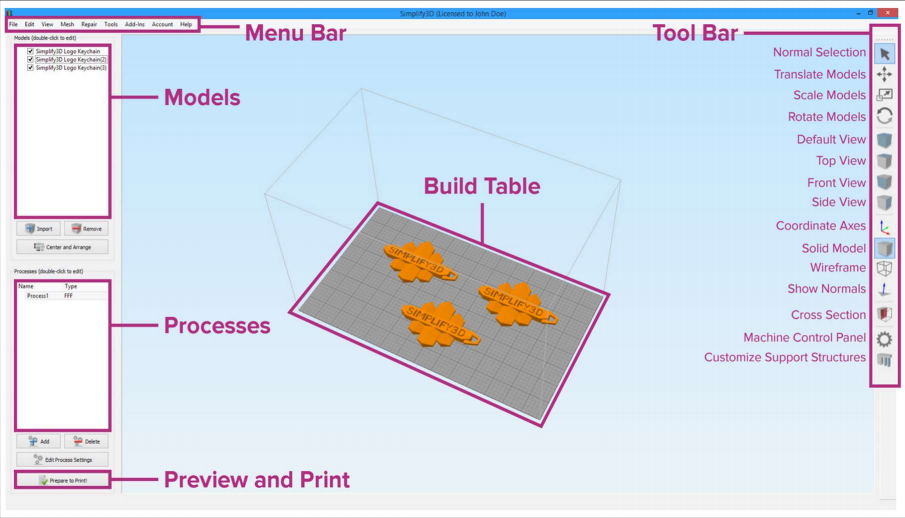 Simplify3D (Licensed to John Doe)
File Edit View Mesh Repair Tools Add-Ins Account Help
Menu Bar
Tool Bar
Models (double-click to edit)
Simplify3D Logo Keychain
Simplify3D Logo Keychain(2)
Simplify3D Logo Keychain(3)
Models
Import Remove
Center and Arrange
Processes (double-click to edit)
Name Type
Process1 FFF
Processes
Add Delete
Edit Process Settings
Prepare to Print!
Preview and Print
Build Table
SIMPLIFY3D
SIMPLIFY3D
SIMPLIFY3D
Normal Selection
Translate Models
Scale Models
Rotate Models
Default View
Top View
Front View
Side View
Coordinate Axes
Solid Model
Wireframe
Show Normals
Cross Section
Machine Control Panel
Customize Support Structures